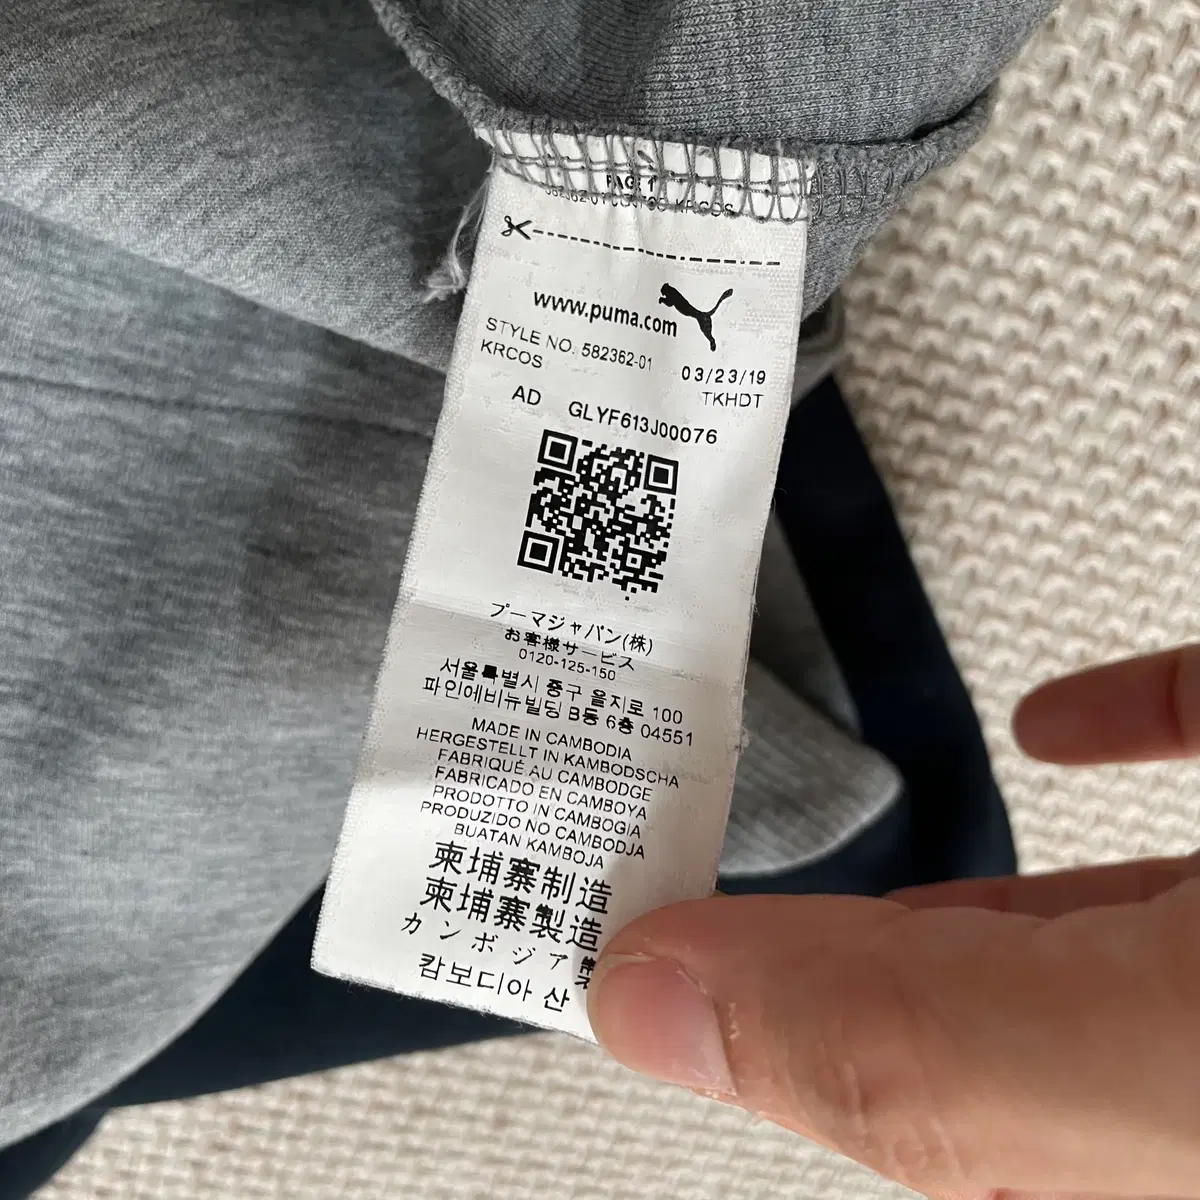 PAGE 1
www.puma.com
STYLE NO. 582362-01
KRCOS
03/23/19
TKHDT
AD GLYF613J00076
プーマジャパン(株)
お客様サービス
0120-125-150
서울특별시 중구 을지로 100
파인에비뉴빌딩 B동 6층 04551
MADE IN CAMBODIA
HERGESTELLT IN KAMBODSCHA
FABRIQUÉ AU CAMBODGE
FABRICADO EN CAMBOYA
PRODOTTO IN CAMBOGIA
PRODUZIDO NO CAMBODJA
BUATAN KAMBOJA
柬埔寨制造
柬埔寨製造
カンボジア
캄보디아 산